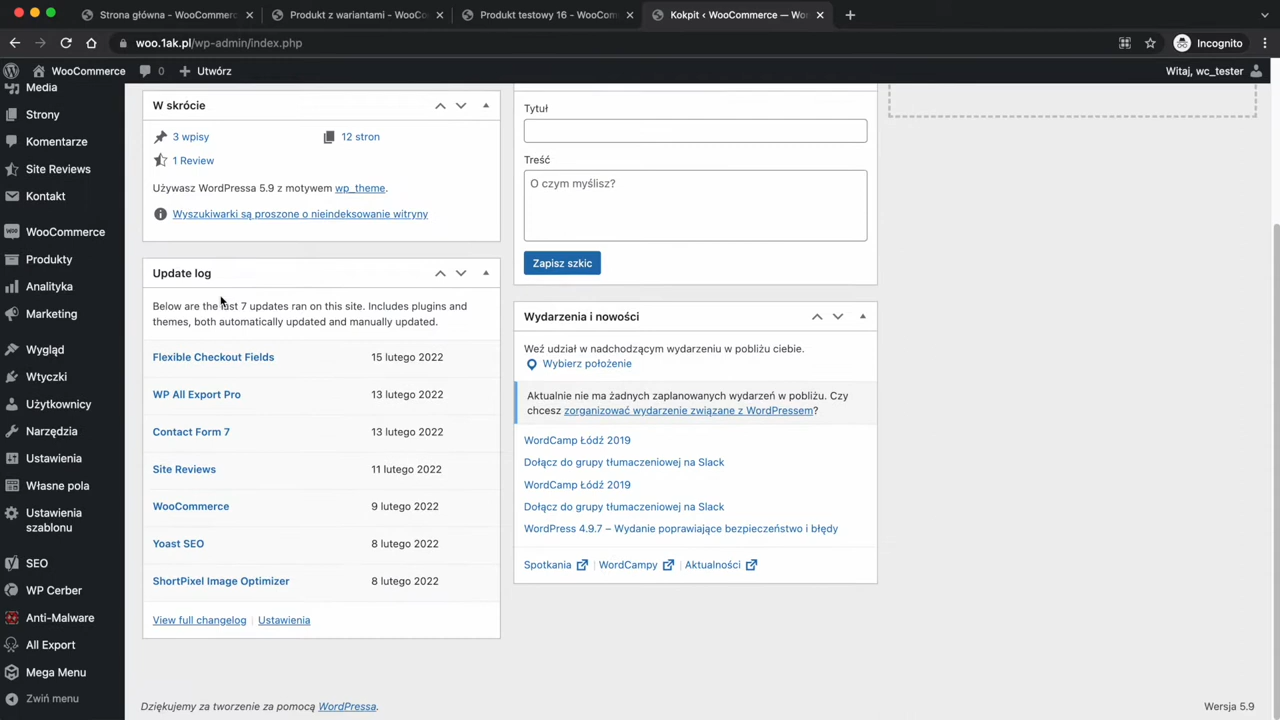 Strona główna - WooCommerc
Produkt z wariantami - WooCo
Produkt testowy 16 - WooCom
Kokpit ‹ WooCommerce — Wo
woo.1ak.pl/wp-admin/index.php
Incognito
WooCommerce
0
Utwórz
Witaj, wc_tester
Media
Strony
Komentarze
Site Reviews
Kontakt
WooCommerce
Produkty
Analityka
Marketing
Wygląd
Wtyczki
Użytkownicy
Narzędzia
Ustawienia
Własne pola
Ustawienia
szablonu
SEO
WP Cerber
Anti-Malware
All Export
Mega Menu
Zwiń menu
W skrócie
3 wpisy
12 stron
1 Review
Używasz WordPressa 5.9 z motywem wp_theme.
Wyszukiwarki są proszone o nieindeksowanie witryny
Update log
Below are the last 7 updates ran on this site. Includes plugins and
themes, both automatically updated and manually updated.
Flexible Checkout Fields 15 lutego 2022
WP All Export Pro 13 lutego 2022
Contact Form 7 13 lutego 2022
Site Reviews 11 lutego 2022
WooCommerce 9 lutego 2022
Yoast SEO 8 lutego 2022
ShortPixel Image Optimizer 8 lutego 2022
View full changelog | Ustawienia
Tytuł
Treść
O czym myślisz?
Zapisz szkic
Wydarzenia i nowości
Weź udział w nadchodzącym wydarzeniu w pobliżu ciebie.
Wybierz położenie
Aktualnie nie ma żadnych zaplanowanych wydarzeń w pobliżu. Czy
chcesz zorganizować wydarzenie związane z WordPressem?
WordCamp Łódź 2019
Dołącz do grupy tłumaczeniowej na Slack
WordCamp Łódź 2019
Dołącz do grupy tłumaczeniowej na Slack
WordPress 4.9.7 – Wydanie poprawiające bezpieczeństwo i błędy
Spotkania | WordCampy | Aktualności
Dziękujemy za tworzenie za pomocą WordPressa.
Wersja 5.9